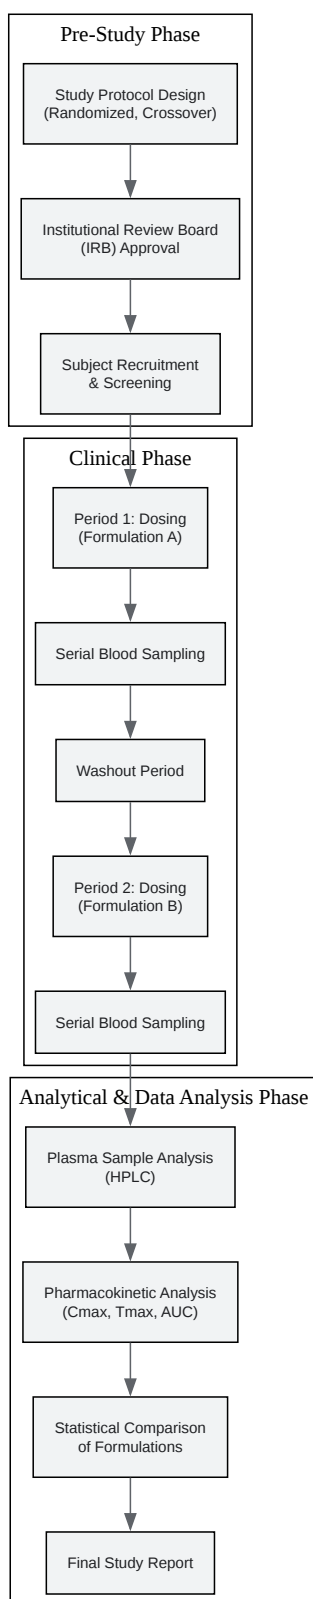 Pre-Study Phase
Study Protocol Design
(Randomized, Crossover)
Institutional Review Board
(IRB) Approval
Subject Recruitment
& Screening
Clinical Phase
Period 1: Dosing
(Formulation A)
Serial Blood Sampling
Washout Period
Period 2: Dosing
(Formulation B)
Serial Blood Sampling
Analytical & Data Analysis Phase
Plasma Sample Analysis
(HPLC)
Pharmacokinetic Analysis
(Cmax, Tmax, AUC)
Statistical Comparison
of Formulations
Final Study Report